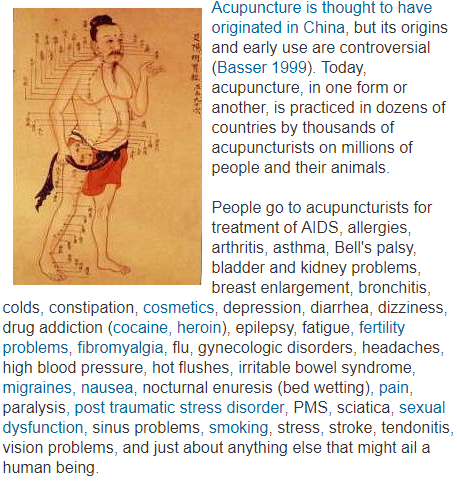 Acupuncture is thought to have
originated in China, but its origins
and early use are controversial
(Basser 1999). Today,
acupuncture, in one form or
another, is practiced in dozens of
countries by thousands of
acupuncturists on millions of
people and their animals.
People go to acupuncturists for
treatment of AIDS, allergies,
arthritis, asthma, Bell's palsy,
bladder and kidney problems,
breast enlargement, bronchitis,
colds, constipation, cosmetics, depression, diarrhea, dizziness,
drug addiction (cocaine, heroin), epilepsy, fatigue, fertility
problems, fibromyalgia, flu, gynecologic disorders, headaches,
high blood pressure, hot flushes, irritable bowel syndrome,
migraines, nausea, nocturnal enuresis (bed wetting), pain,
paralysis, post traumatic stress disorder, PMS, sciatica, sexual
dysfunction, sinus problems, smoking, stress, stroke, tendonitis,
vision problems, and just about anything else that might ail a
human being.